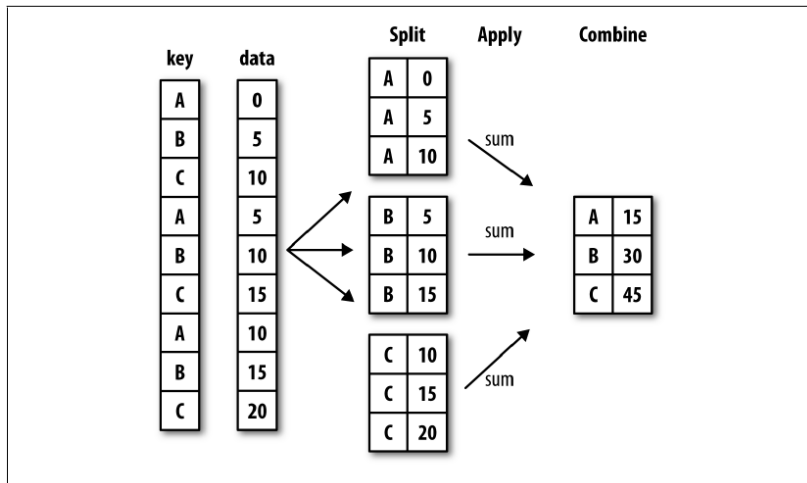 Split Apply Combine
key data
A 0
B 5
C 10
A 5
B 10
C 15
A 10
B 15
C 20
A 0
A 5
A 10
B 5
B 10
B 15
C 10
C 15
C 20
sum
sum
sum
A 15
B 30
C 45